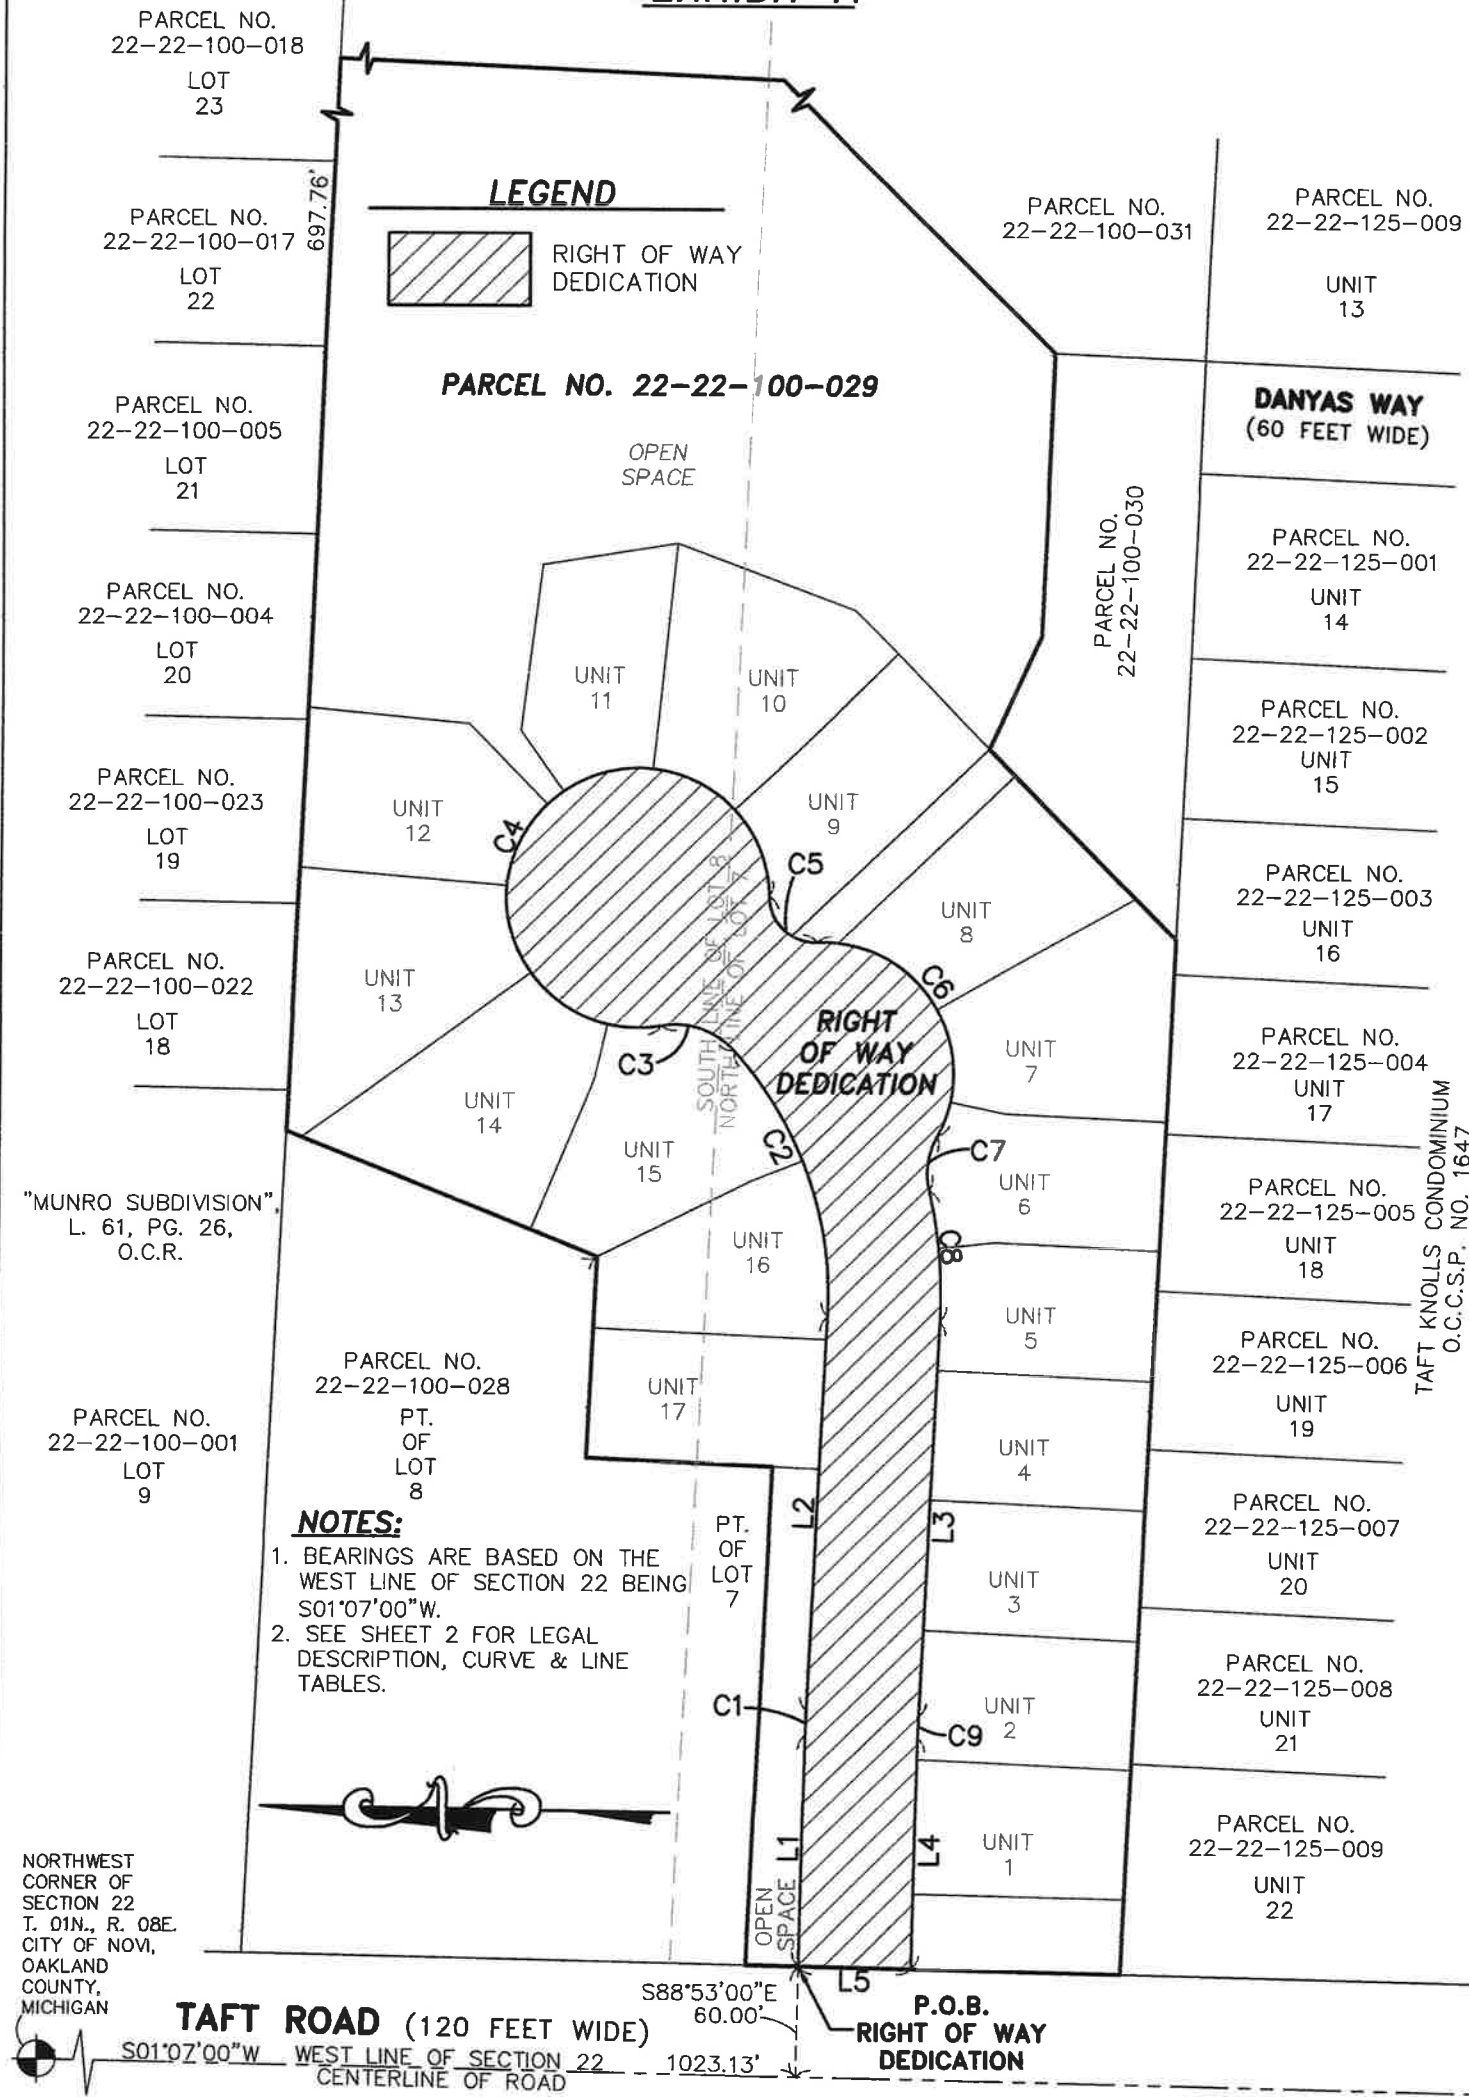 PARCEL NO.
22-22-100-018
LOT
23
697.76'
PARCEL NO.
22-22-100-017
LOT
22
LEGEND
RIGHT OF WAY
DEDICATION
PARCEL NO.
22-22-100-031
PARCEL NO.
22-22-125-009
UNIT
13
PARCEL NO. 22-22-100-029
OPEN
SPACE
DANYAS WAY
(60 FEET WIDE)
PARCEL NO.
22-22-100-005
LOT
21
PARCEL NO.
22-22-100-030
PARCEL NO.
22-22-125-001
UNIT
14
PARCEL NO.
22-22-100-004
LOT
20
UNIT
11
UNIT
10
PARCEL NO.
22-22-125-002
UNIT
15
PARCEL NO.
22-22-100-023
LOT
19
UNIT
12
C4
UNIT
9
C5
UNIT
8
PARCEL NO.
22-22-125-003
UNIT
16
PARCEL NO.
22-22-100-022
LOT
18
UNIT
13
SOUTH LINE OF LOT 8
NORTH LINE OF LOT 7
C6
RIGHT
OF WAY
DEDICATION
C3
UNIT
7
PARCEL NO.
22-22-125-004
UNIT
17
UNIT
14
UNIT
15
C2
C7
UNIT
6
"MUNRO SUBDIVISION",
L. 61, PG. 26,
O.C.R.
PARCEL NO.
22-22-125-005
UNIT
18
TAFT KNOLLS CONDOMINIUM
O.C.C.S.P. NO. 1647
UNIT
16
C8
UNIT
5
PARCEL NO.
22-22-125-006
UNIT
19
PARCEL NO.
22-22-100-028
PT.
OF
LOT
8
UNIT
17
PARCEL NO.
22-22-100-001
LOT
9
UNIT
4
L2
L3
PARCEL NO.
22-22-125-007
UNIT
20
NOTES:
1. BEARINGS ARE BASED ON THE
WEST LINE OF SECTION 22 BEING
S01°07'00"W.
2. SEE SHEET 2 FOR LEGAL
DESCRIPTION, CURVE & LINE
TABLES.
PT.
OF
LOT
7
UNIT
3
PARCEL NO.
22-22-125-008
UNIT
21
C1
C9
UNIT
2
L1
L4
UNIT
1
PARCEL NO.
22-22-125-009
UNIT
22
OPEN
SPACE
NORTHWEST
CORNER OF
SECTION 22
T. 01N., R. 08E.
CITY OF NOVI,
OAKLAND
COUNTY,
MICHIGAN
L5
S88°53'00"E
60.00'
P.O.B.
RIGHT OF WAY
DEDICATION
TAFT ROAD (120 FEET WIDE)
S01°07'00"W WEST LINE OF SECTION 22 1023.13'
CENTERLINE OF ROAD